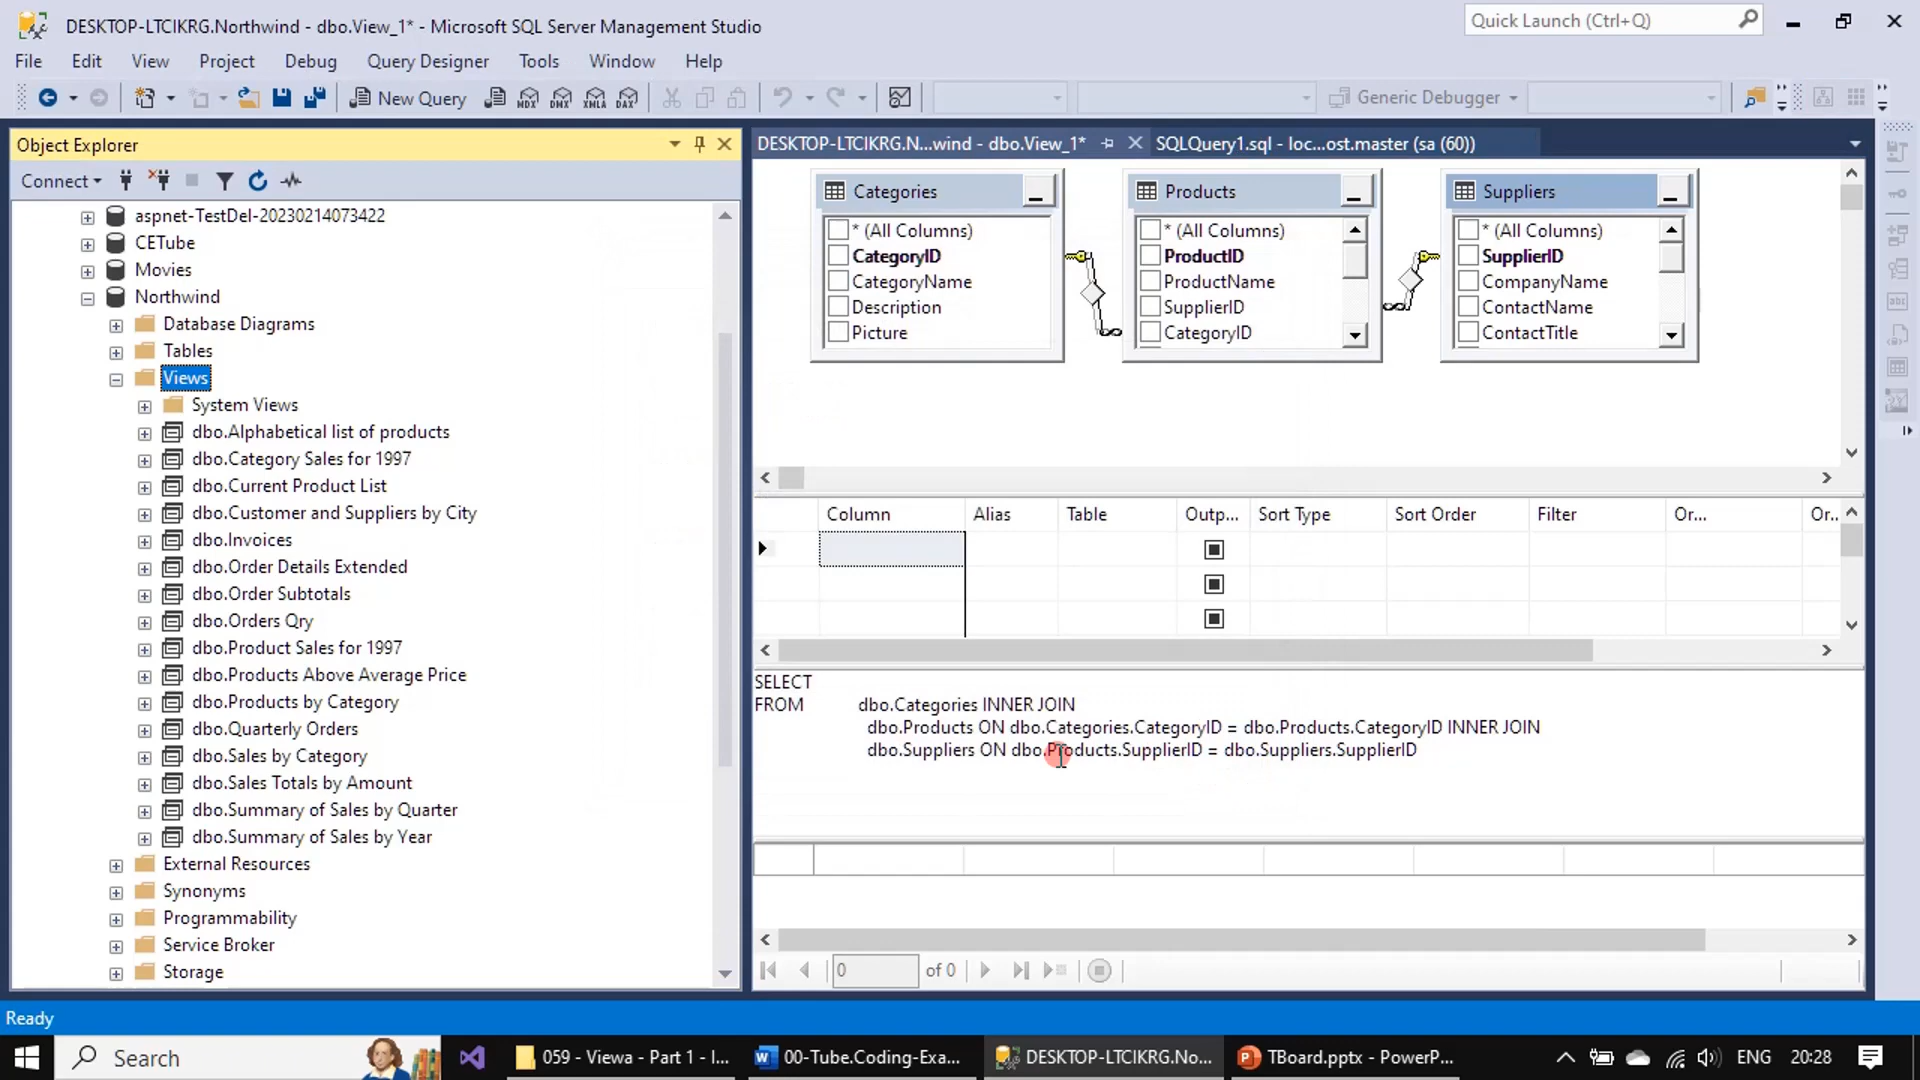 DESKTOP-LTCIKRG.Northwind - dbo.View_1* - Microsoft SQL Server Management Studio
Quick Launch (Ctrl+Q)
File Edit View Project Debug Query Designer Tools Window Help
New Query
MDX DMX XMLA DAX
Generic Debugger
Object Explorer
DESKTOP-LTCIKRG.N...wind - dbo.View_1*
SQLQuery1.sql - loc...ost.master (sa (60))
Connect
aspnet-TestDel-20230214073422
CETube
Movies
Northwind
Database Diagrams
Tables
Views
System Views
dbo.Alphabetical list of products
dbo.Category Sales for 1997
dbo.Current Product List
dbo.Customer and Suppliers by City
dbo.Invoices
dbo.Order Details Extended
dbo.Order Subtotals
dbo.Orders Qry
dbo.Product Sales for 1997
dbo.Products Above Average Price
dbo.Products by Category
dbo.Quarterly Orders
dbo.Sales by Category
dbo.Sales Totals by Amount
dbo.Summary of Sales by Quarter
dbo.Summary of Sales by Year
External Resources
Synonyms
Programmability
Service Broker
Storage
Categories
* (All Columns)
CategoryID
CategoryName
Description
Picture
Products
* (All Columns)
ProductID
ProductName
SupplierID
CategoryID
Suppliers
* (All Columns)
SupplierID
CompanyName
ContactName
ContactTitle
Column Alias Table Outp... Sort Type Sort Order Filter Or... Or...
SELECT
FROM dbo.Categories INNER JOIN
dbo.Products ON dbo.Categories.CategoryID = dbo.Products.CategoryID INNER JOIN
dbo.Suppliers ON dbo.Products.SupplierID = dbo.Suppliers.SupplierID
0 of 0
Ready
Search
059 - Viewa - Part 1 - I...
00-Tube.Coding-Exa...
DESKTOP-LTCIKRG.No...
TBoard.pptx - PowerP...
ENG 20:28